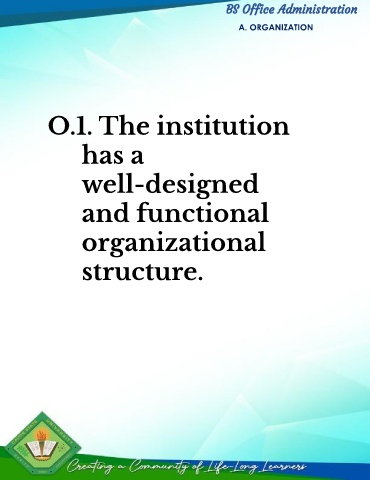 BS Office Administration
A. ORGANIZATION
O.1. The institution
has a
well-designed
and functional
organizational
structure.
Creating a Community of Life-Long Learners